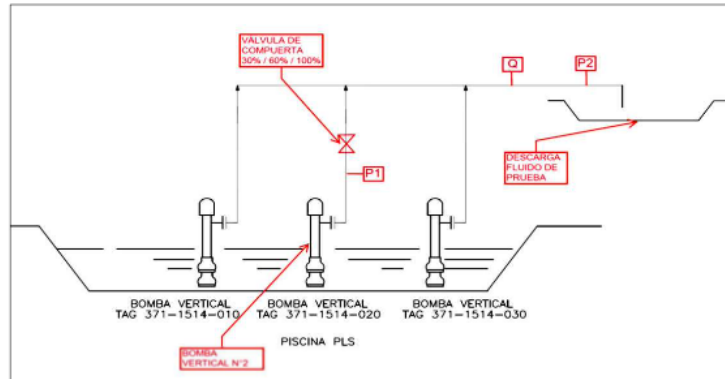 VÁLVULA DE
COMPUERTA
30% / 60% / 100%
Q
P2
P1
DESCARGA
FLUIDO DE
PRUEBA
BOMBA VERTICAL
TAG 371-1514-010
BOMBA VERTICAL
TAG 371-1514-020
BOMBA VERTICAL
TAG 371-1514-030
PISCINA PLS
BOMBA
VERTICAL N°2